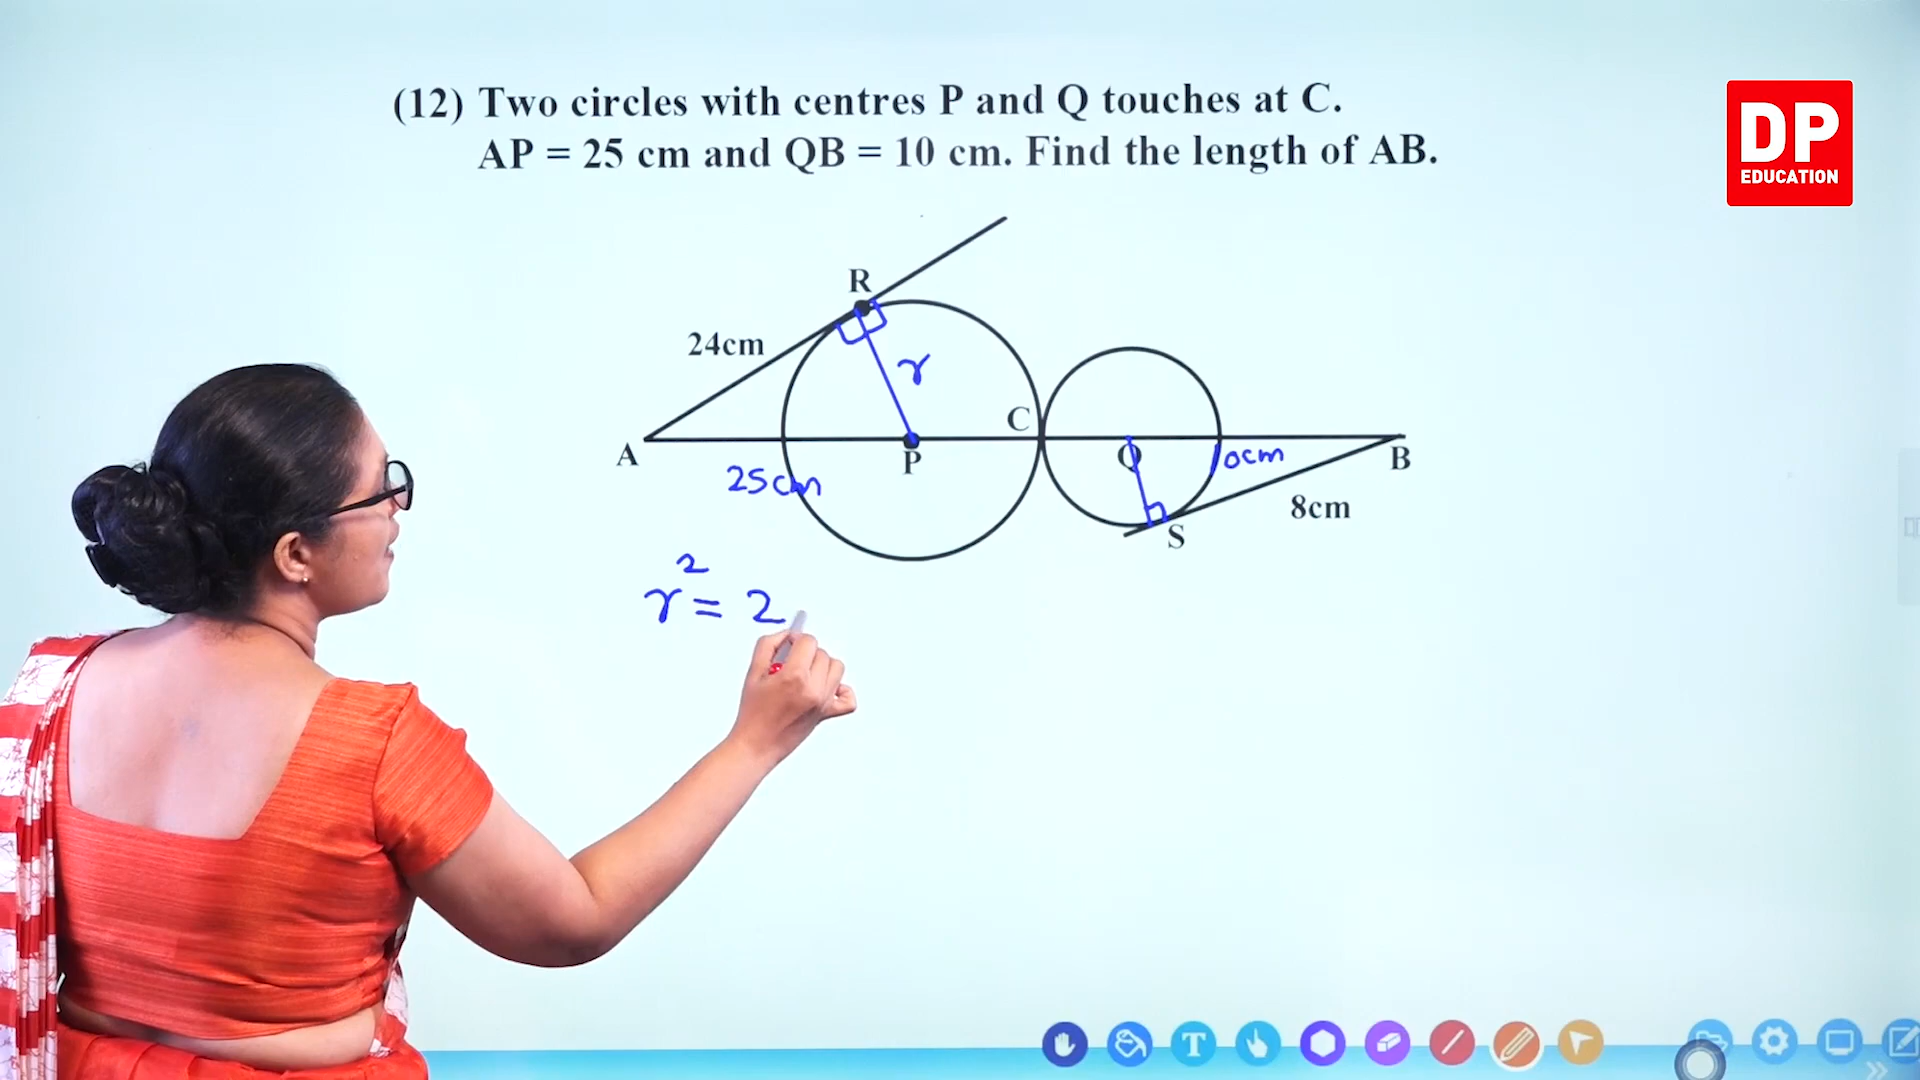 (12) Two circles with centres P and Q touches at C.
AP = 25 cm and QB = 10 cm. Find the length of AB.
DP
EDUCATION
R
24cm
r
C
A
25cm
P
Q
10cm
B
8cm
S
r² = 2
T